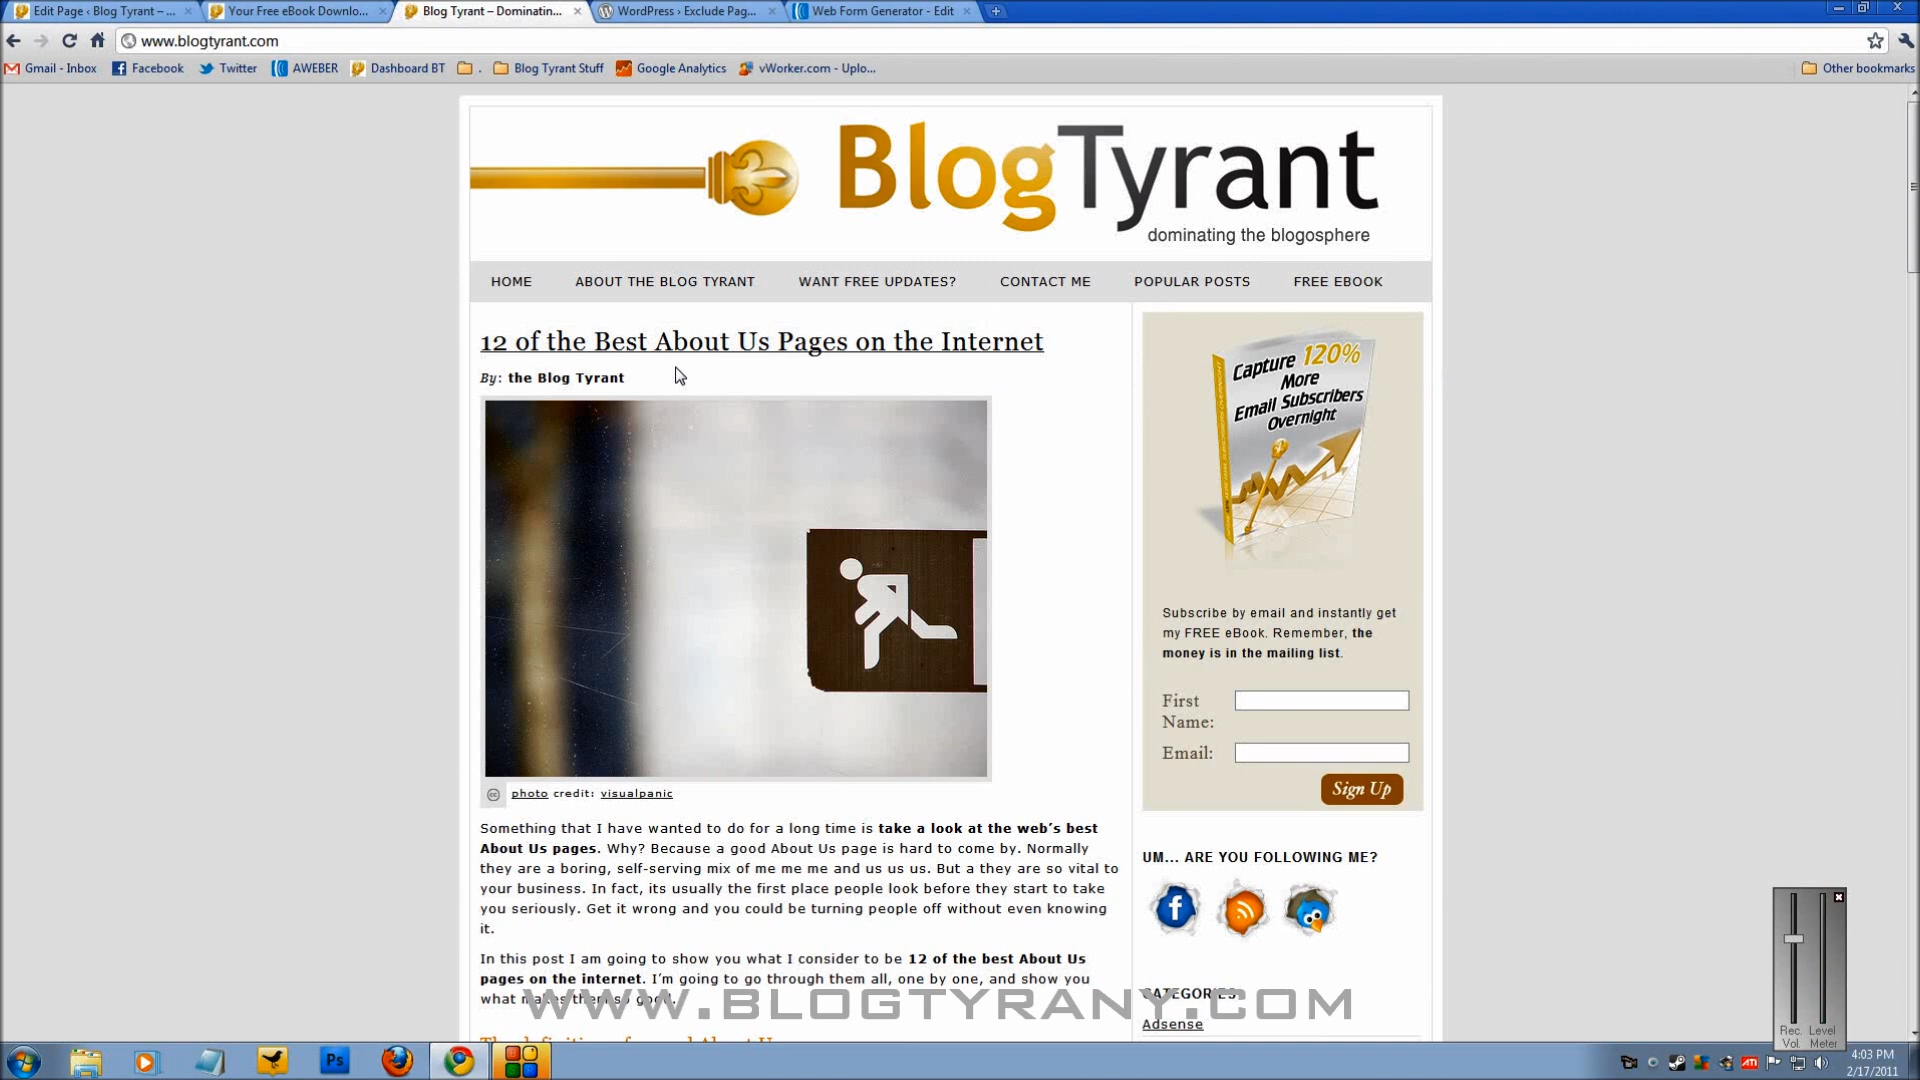 Edit Page ‹ Blog Tyrant – ...
Your Free eBook Downlo...
Blog Tyrant – Dominatin...
WordPress › Exclude Pag...
Web Form Generator - Edit
www.blogtyrant.com
Gmail - Inbox
Facebook
Twitter
AWEBER
Dashboard BT
.
Blog Tyrant Stuff
Google Analytics
vWorker.com - Uplo...
Other bookmarks
BlogTyrant
dominating the blogosphere
HOME
ABOUT THE BLOG TYRANT
WANT FREE UPDATES?
CONTACT ME
POPULAR POSTS
FREE EBOOK
12 of the Best About Us Pages on the Internet
By: the Blog Tyrant
photo credit: visualpanic
Something that I have wanted to do for a long time is take a look at the web's best
About Us pages. Why? Because a good About Us page is hard to come by. Normally
they are a boring, self-serving mix of me me me and us us us. But a they are so vital to
your business. In fact, its usually the first place people look before they start to take
you seriously. Get it wrong and you could be turning people off without even knowing
it.
In this post I am going to show you what I consider to be 12 of the best About Us
pages on the internet. I'm going to go through them all, one by one, and show you
what makes them so good.
Capture 120%
More
Email Subscribers
Overnight
Subscribe by email and instantly get
my FREE eBook. Remember, the
money is in the mailing list.
First
Name:
Email:
Sign Up
UM... ARE YOU FOLLOWING ME?
CATEGORIES
Adsense
WWW.BLOGTYRANY.COM
Rec. Level
Vol. Meter
Ps
ATI
4:03 PM
2/17/2011